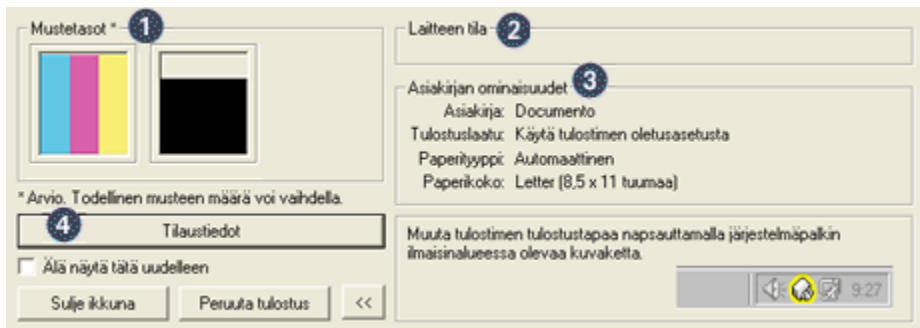 Mustetasot *
1
* Arvio. Todellinen musteen määrä voi vaihdella.
4
Tilaustiedot
Älä näytä tätä uudelleen
Sulje ikkuna
Peruuta tulostus
<<
Laitteen tila
2
Asiakirjan ominaisuudet
3
Asiakirja: Documento
Tulostuslaatu: Käytä tulostimen oletusasetusta
Paperityyppi: Automaattinen
Paperikoko: Letter (8,5 x 11 tuumaa)
Muuta tulostimen tulostustapaa napsauttamalla järjestelmäpalkin
ilmaisinalueessa olevaa kuvaketta.
9:27